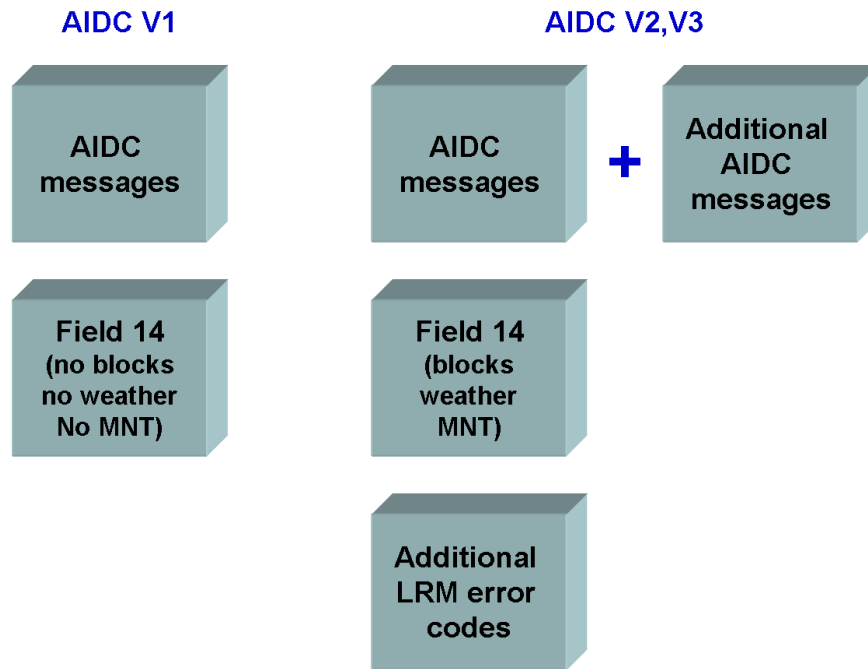 AIDC V1
AIDC V2,V3
AIDC
messages
AIDC
messages
+
Additional
AIDC
messages
Field 14
(no blocks
no weather
No MNT)
Field 14
(blocks
weather
MNT)
Additional
LRM error
codes